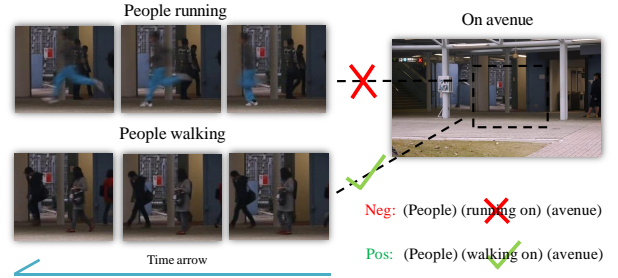 People running
On avenue
People walking
Neg: (People) (running on) (avenue)
Pos: (People) (walking on) (avenue)
Time arrow